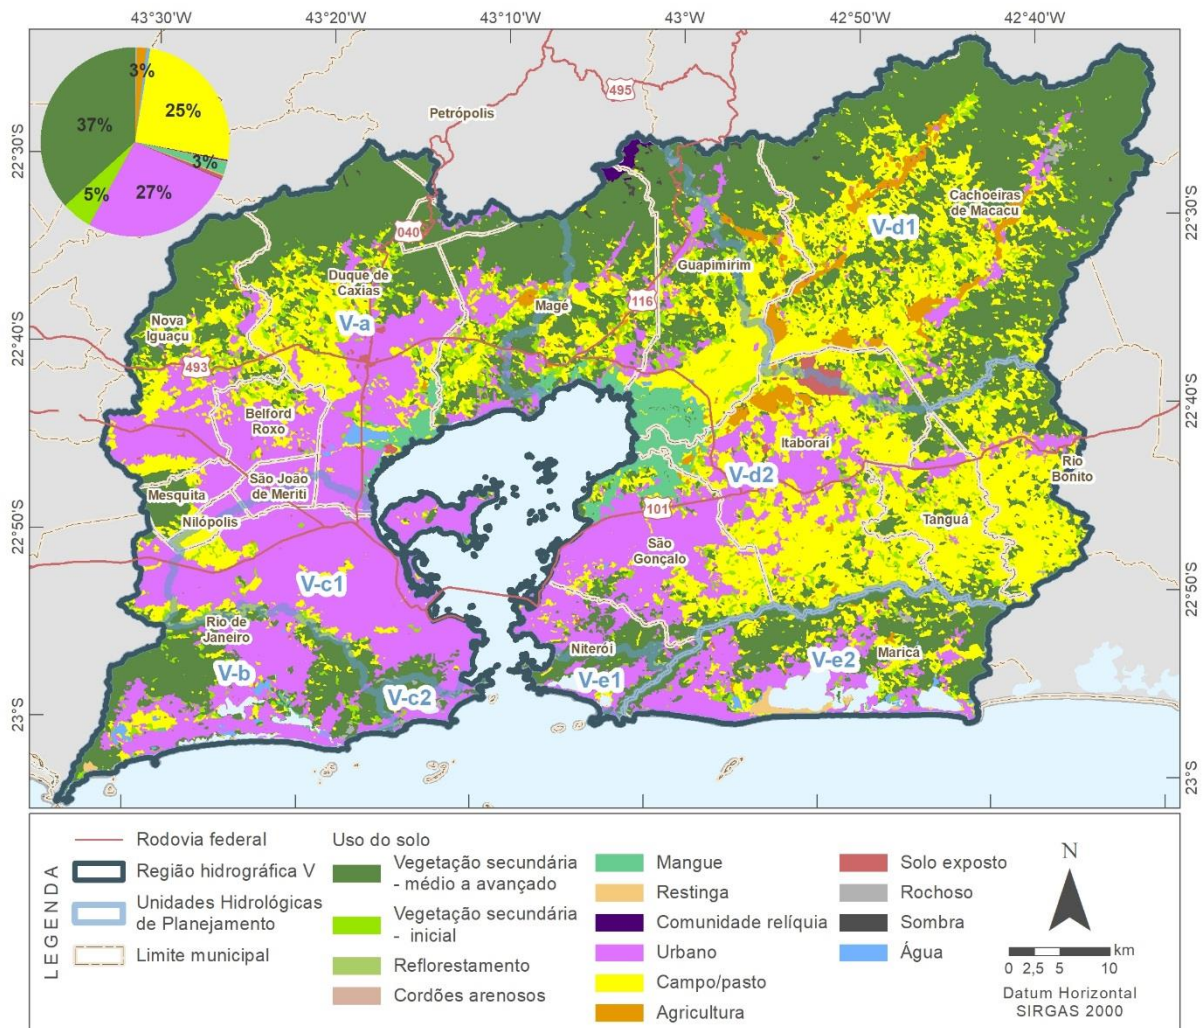 43°30'W
43°20'W
43°10'W
43°W
42°50'W
42°40'W
3%
25%
37%
3%
5%
27%
495
Petrópolis
22°30'S
22°30'S
Cachoeiras
de Macacu
V-d1
040
Guapimirim
Duque de
Caxias
116
Magé
Nova
Iguaçu
V-a
22°40'S
493
22°40'S
Belford
Roxo
Itaboraí
Rio
Bonito
São João
de Meriti
V-d2
Mesquita
101
Tanguá
Nilópolis
22°50'S
São
Gonçalo
V-c1
22°50'S
Rio de
Janeiro
Niterói
Maricá
V-e2
V-b
V-e1
V-c2
23°S
23°S
LEGENDA
Rodovia federal
Região hidrográfica V
Unidades Hidrológicas
de Planejamento
Limite municipal
Uso do solo
Vegetação secundária
- médio a avançado
Vegetação secundária
- inicial
Reflorestamento
Cordões arenosos
Mangue
Restinga
Comunidade relíquia
Urbano
Campo/pasto
Agricultura
Solo exposto
Rochoso
Sombra
Água
N
km
0 2,5 5 10
Datum Horizontal
SIRGAS 2000